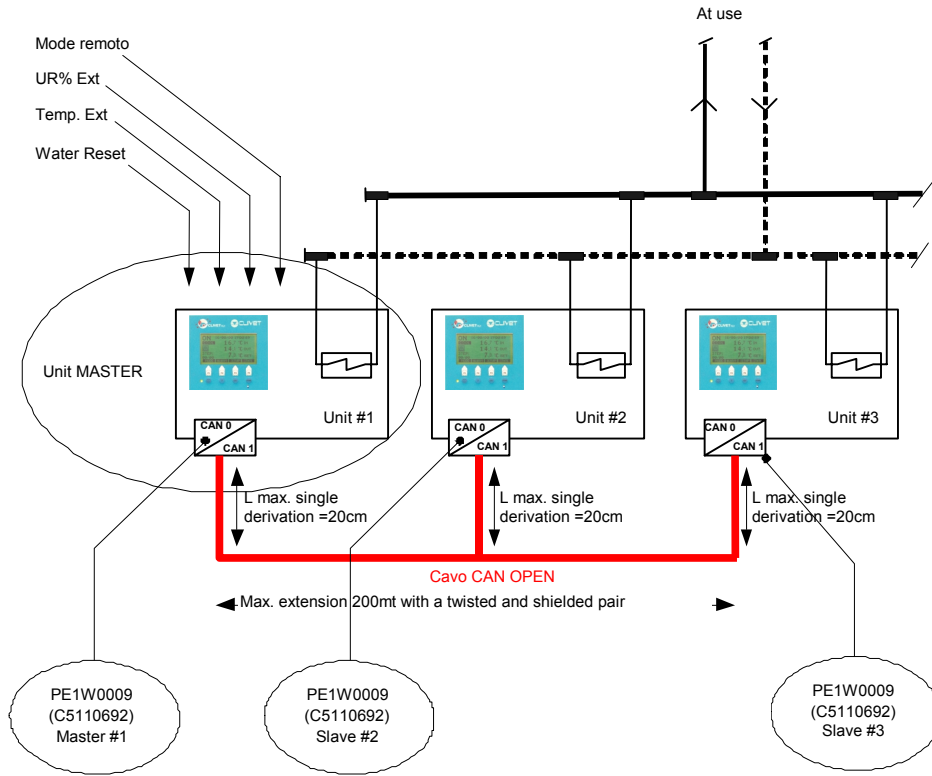 At use
Mode remoto
UR% Ext
Temp. Ext
Water Reset
Unit MASTER
CLIVET
CLIVET
CLIVET
Unit #1
Unit #2
Unit #3
CAN 0
CAN 1
CAN 0
CAN 1
CAN 0
CAN 1
L max. single
derivation =20cm
L max. single
derivation =20cm
L max. single
derivation =20cm
Cavo CAN OPEN
Max. extension 200mt with a twisted and shielded pair
PE1W0009
(C5110692)
Master #1
PE1W0009
(C5110692)
Slave #2
PE1W0009
(C5110692)
Slave #3